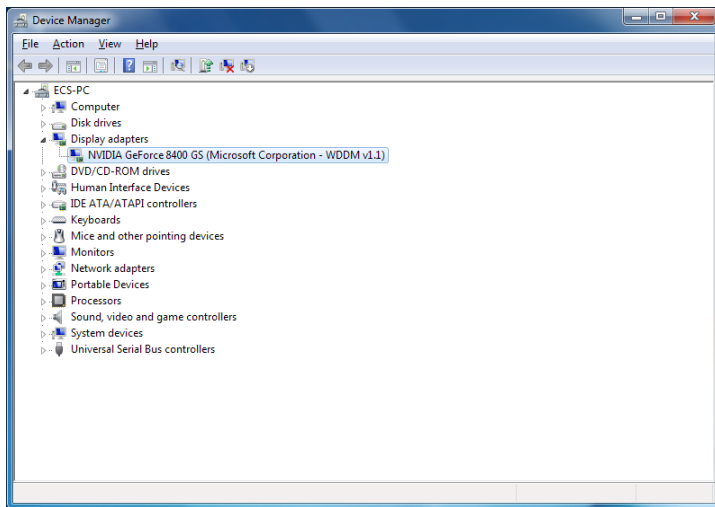 Device Manager
File Action View Help
ECS-PC
Computer
Disk drives
Display adapters
NVIDIA GeForce 8400 GS (Microsoft Corporation - WDDM v1.1)
DVD/CD-ROM drives
Human Interface Devices
IDE ATA/ATAPI controllers
Keyboards
Mice and other pointing devices
Monitors
Network adapters
Portable Devices
Processors
Sound, video and game controllers
System devices
Universal Serial Bus controllers